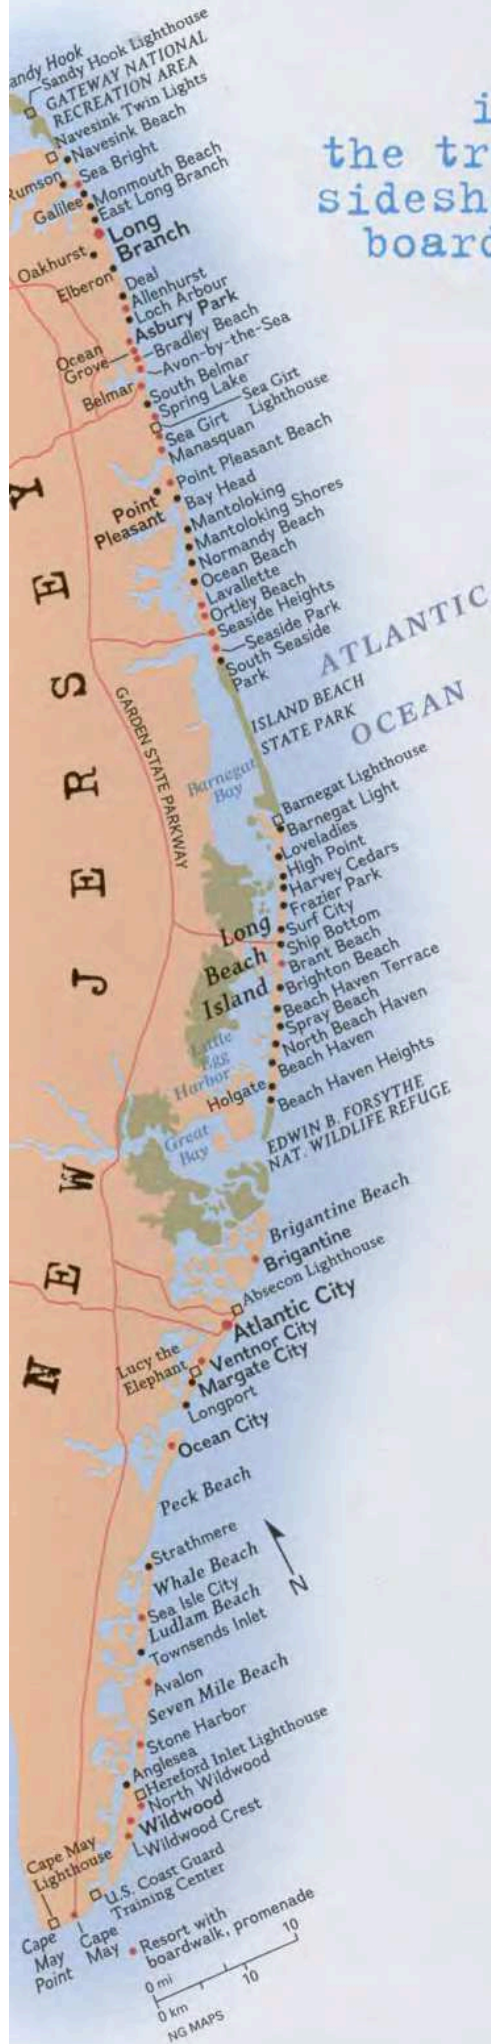 Sandy Hook Lighthouse
GATEWAY NATIONAL
RECREATION AREA
Navesink Twin Lights
Navesink Beach
Sea Bright
Galilee
Monmouth Beach
East Long Branch
Long
Branch
Oakhurst
Elberon
Deal
Allenhurst
Loch Arbour
Asbury Park
Ocean
Grove
Bradley Beach
Avon-by-the-Sea
Belmar
South Belmar
Spring Lake
Sea Girt
Lighthouse
Sea Girt
Manasquan
Point Pleasant Beach
Point
Pleasant
Bay Head
Mantoloking
Mantoloking Shores
Normandy Beach
Ocean Beach
Lavallette
Ortley Beach
Seaside Heights
Seaside Park
South Seaside
Park
ATLANTIC
OCEAN
ISLAND BEACH
STATE PARK
GARDEN STATE PARKWAY
Barnegat
Bay
Barnegat Lighthouse
Barnegat Light
Loveladies
High Point
Harvey Cedars
Frazier Park
Surf City
Ship Bottom
Brant Beach
Brighton Beach
Beach Haven Terrace
Spray Beach
North Beach Haven
Beach Haven
Holgate
Beach Haven Heights
Long
Beach
Island
Little
Egg
Harbor
Great
Bay
EDWIN B. FORSYTHE
NAT. WILDLIFE REFUGE
Brigantine Beach
Brigantine
Absecon Lighthouse
Atlantic City
Lucy the
Elephant
Ventnor City
Margate City
Longport
Ocean City
Peck Beach
Strathmere
Whale Beach
Sea Isle City
Ludlam Beach
Townsends Inlet
Avalon
Seven Mile Beach
Stone Harbor
Anglesea
Hereford Inlet Lighthouse
North Wildwood
Wildwood
Wildwood Crest
Cape May
Lighthouse
U.S. Coast Guard
Training Center
Cape
May
Point
Cape
May
NEW JERSEY
N
Resort with
boardwalk, promenade
0 mi 10
0 km 10
NG MAPS
the
board